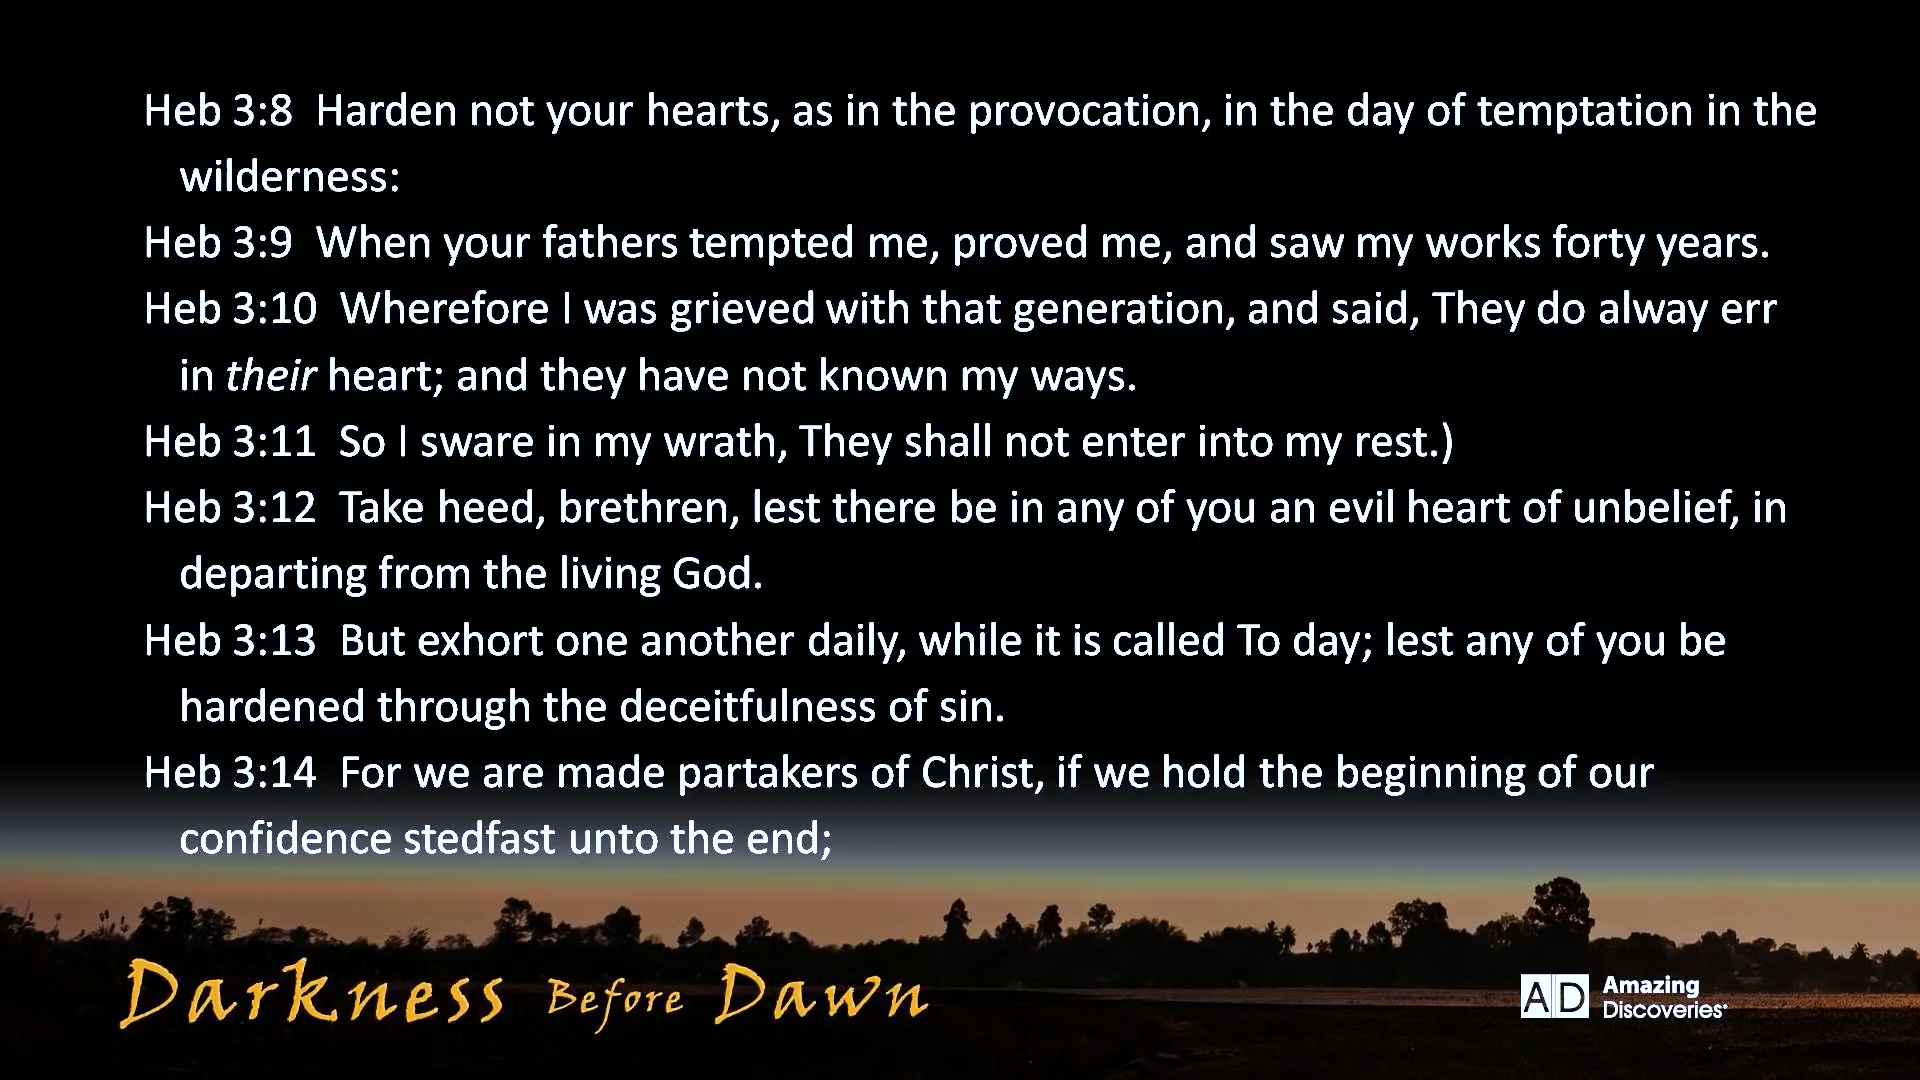 Heb 3:8  Harden not your hearts, as in the provocation, in the day of temptation in the
wilderness:
Heb 3:9  When your fathers tempted me, proved me, and saw my works forty years.
Heb 3:10  Wherefore I was grieved with that generation, and said, They do alway err
in their heart; and they have not known my ways.
Heb 3:11  So I sware in my wrath, They shall not enter into my rest.)
Heb 3:12  Take heed, brethren, lest there be in any of you an evil heart of unbelief, in
departing from the living God.
Heb 3:13  But exhort one another daily, while it is called To day; lest any of you be
hardened through the deceitfulness of sin.
Heb 3:14  For we are made partakers of Christ, if we hold the beginning of our
confidence stedfast unto the end;
Darkness Before Dawn
AD Amazing
Discoveries